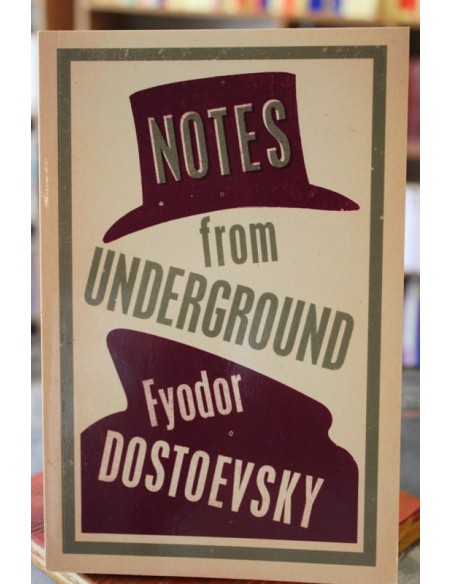 NOTES
from
UNDERGROUND
Fyodor
DOSTOEVSKY